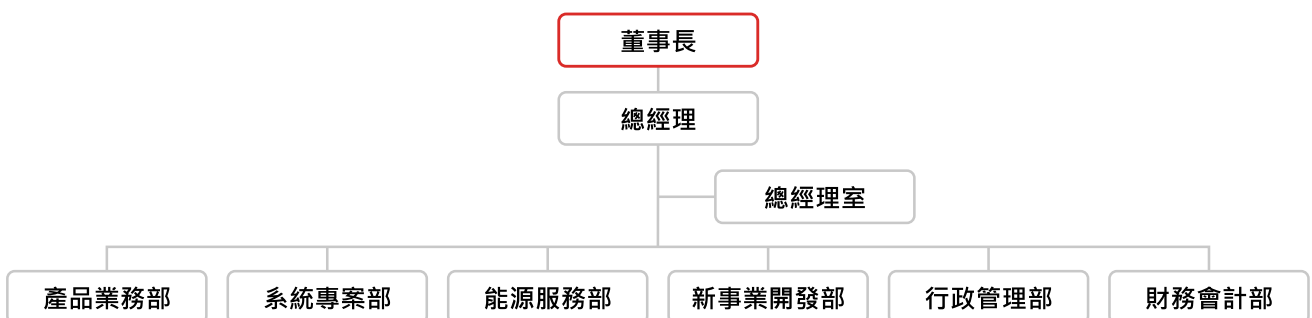 董事長
總經理
總經理室
產品業務部
系統專案部
能源服務部
新事業開發部
行政管理部
財務會計部